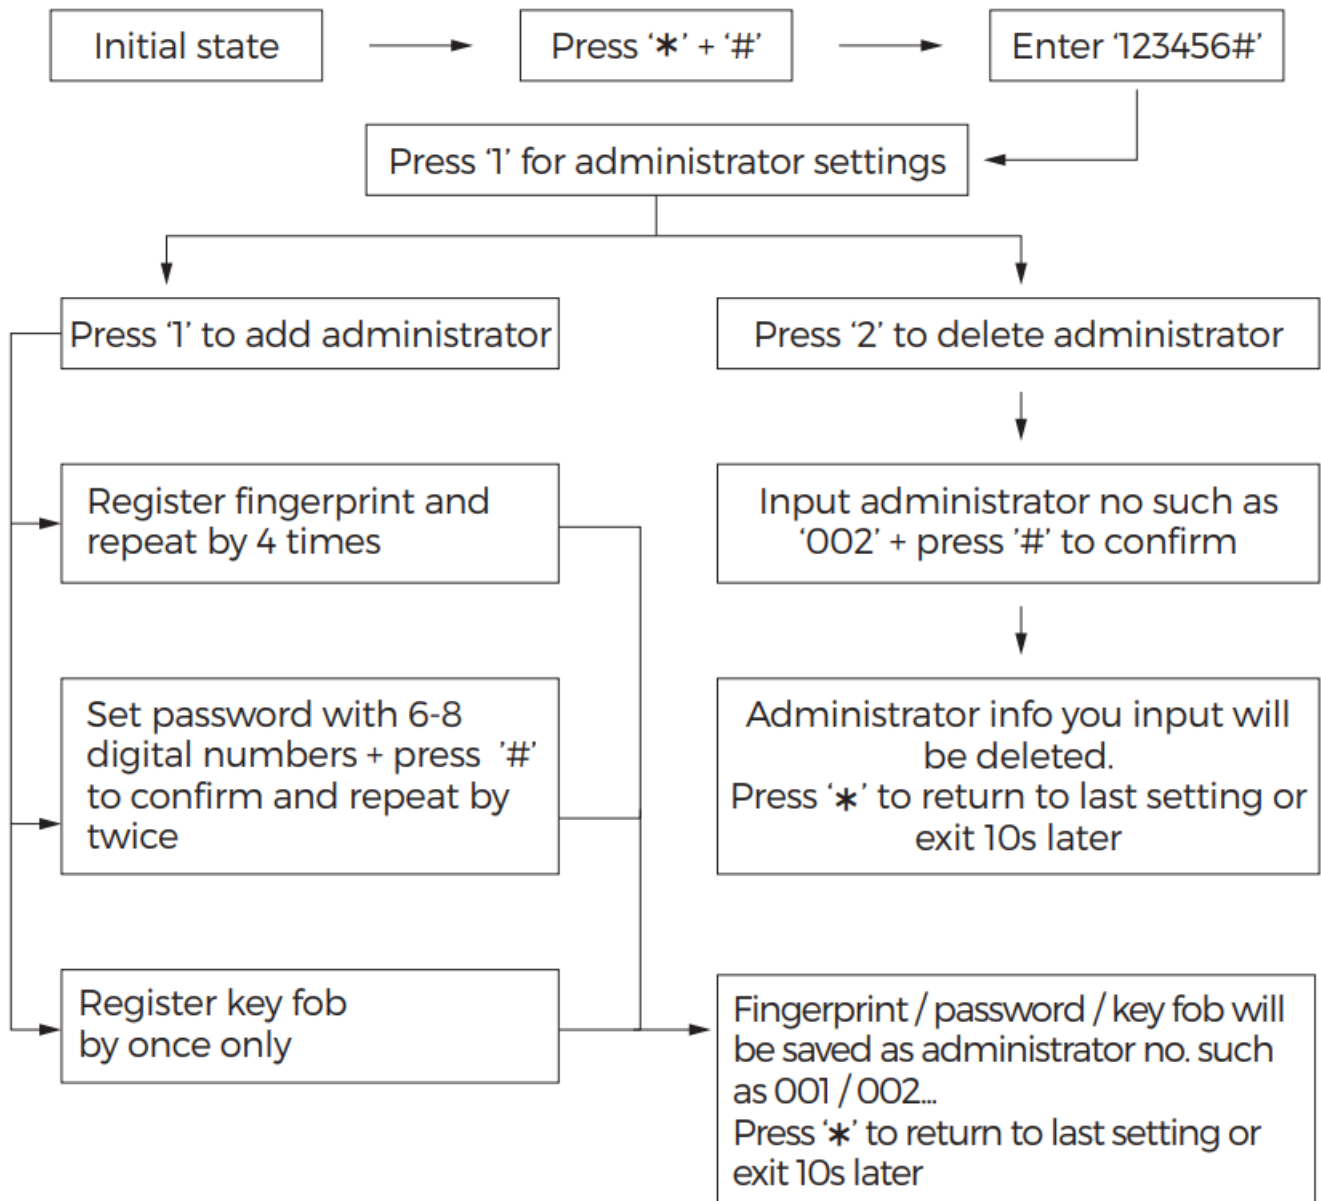 Initial state
Press ‘*’ + ‘#’
Enter ‘123456#’
Press ‘1’ for administrator settings
Press ‘1’ to add administrator
Register fingerprint and
repeat by 4 times
Set password with 6-8
digital numbers + press ’#’
to confirm and repeat by
twice
Register key fob
by once only
Press ‘2’ to delete administrator
Input administrator no such as
‘002’ + press ’#’ to confirm
Administrator info you input will
be deleted.
Press ‘*’ to return to last setting or
exit 10s later
Fingerprint / password / key fob will
be saved as administrator no. such
as 001 / 002...
Press ‘*’ to return to last setting or
exit 10s later